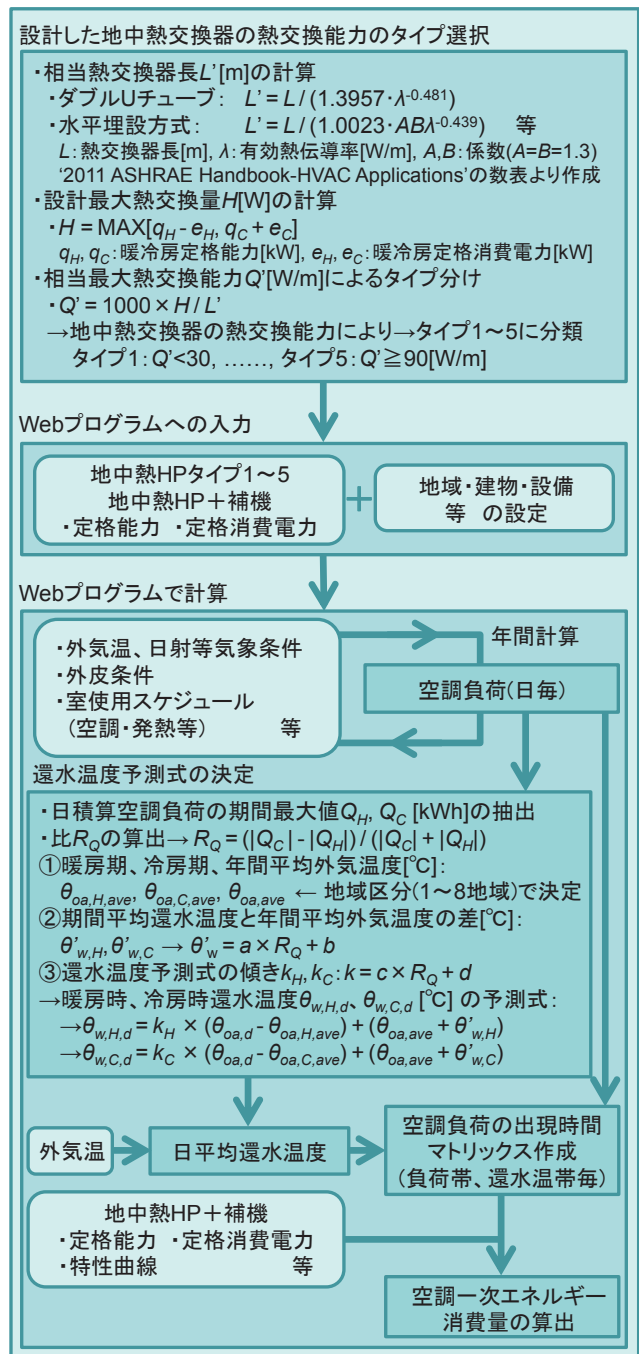 設計した地中熱交換器の熱交換能力のタイプ選択
・相当熱交換器長L’[m]の計算
・ダブルUチューブ： L’ = L / (1.3957·λ-0.481)
・水平埋設方式： L’ = L / (1.0023·ABλ-0.439) 等
L：熱交換器長[m], λ：有効熱伝導率[W/m], A,B：係数(A=B=1.3)
‘2011 ASHRAE Handbook-HVAC Applications’の数表より作成
・設計最大熱交換量H[W]の計算
・H = MAX[qH - eH, qC + eC]
qH, qC：暖冷房定格能力[kW], eH, eC：暖冷房定格消費電力[kW]
・相当最大熱交換能力Q’[W/m]によるタイプ分け
・Q’ = 1000 × H / L’
→地中熱交換器の熱交換能力により→タイプ1～5に分類
タイプ1：Q’<30, ……, タイプ5：Q’≧90[W/m]
Webプログラムへの入力
地中熱HPタイプ1～5
地中熱HP＋補機
・定格能力 ・定格消費電力
＋
地域・建物・設備
等 の設定
Webプログラムで計算
・外気温、日射等気象条件
・外皮条件
・室使用スケジュール
(空調・発熱等) 等
年間計算
空調負荷(日毎)
還水温度予測式の決定
・日積算空調負荷の期間最大値QH, QC [kWh]の抽出
・比RQの算出→ RQ = (|QC| - |QH|) / (|QC| + |QH|)
①暖房期、冷房期、年間平均外気温度[℃]：
θoa,H,ave, θoa,C,ave, θoa,ave ← 地域区分(1～8地域)で決定
②期間平均還水温度と年間平均外気温度の差[℃]：
θ’w,H,θ’w,C → θ’w = a × RQ + b
③還水温度予測式の傾きkH, kC：k = c × RQ + d
→暖房時、冷房時還水温度θw,H,d、θw,C,d [℃] の予測式：
→θw,H,d = kH × (θoa,d - θoa,H,ave) + (θoa,ave + θ’w,H)
→θw,C,d = kC × (θoa,d - θoa,C,ave) + (θoa,ave + θ’w,C)
外気温
日平均還水温度
空調負荷の出現時間
マトリックス作成
(負荷帯、還水温帯毎)
地中熱HP＋補機
・定格能力 ・定格消費電力
・特性曲線 等
空調一次エネルギー
消費量の算出